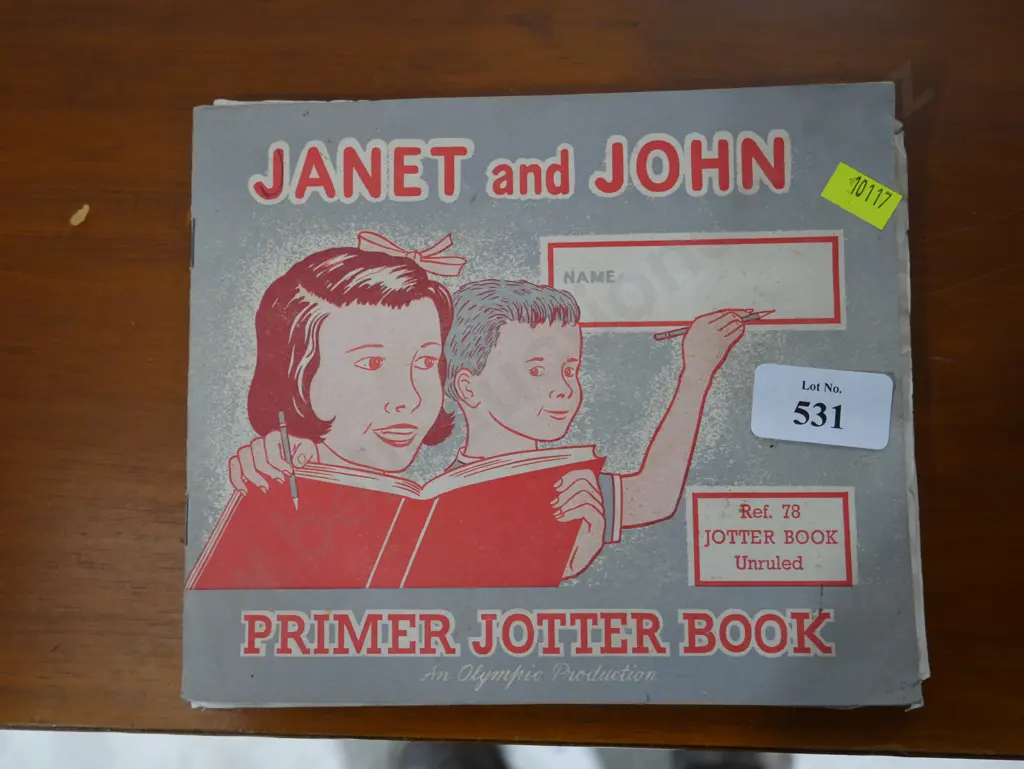 JANET and JOHN
10117
NAME
Lot No.
531
Ref. 78
JOTTER BOOK
Unruled
PRIMER JOTTER BOOK
An Olympic Production